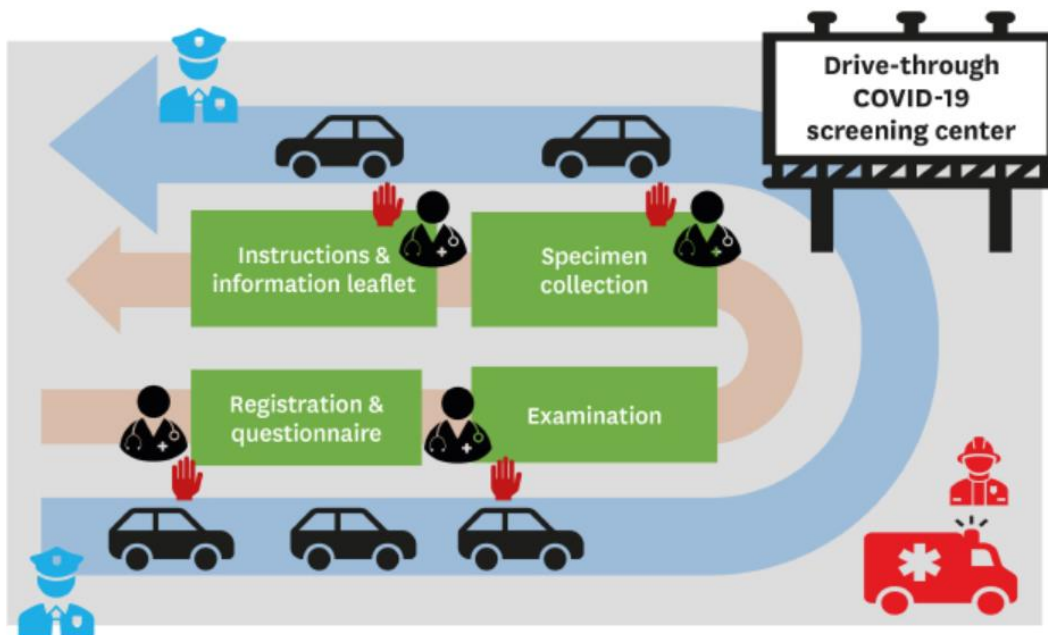 Drive-through
COVID-19
screening center
Instructions &
information leaflet
Specimen
collection
Registration &
questionnaire
Examination